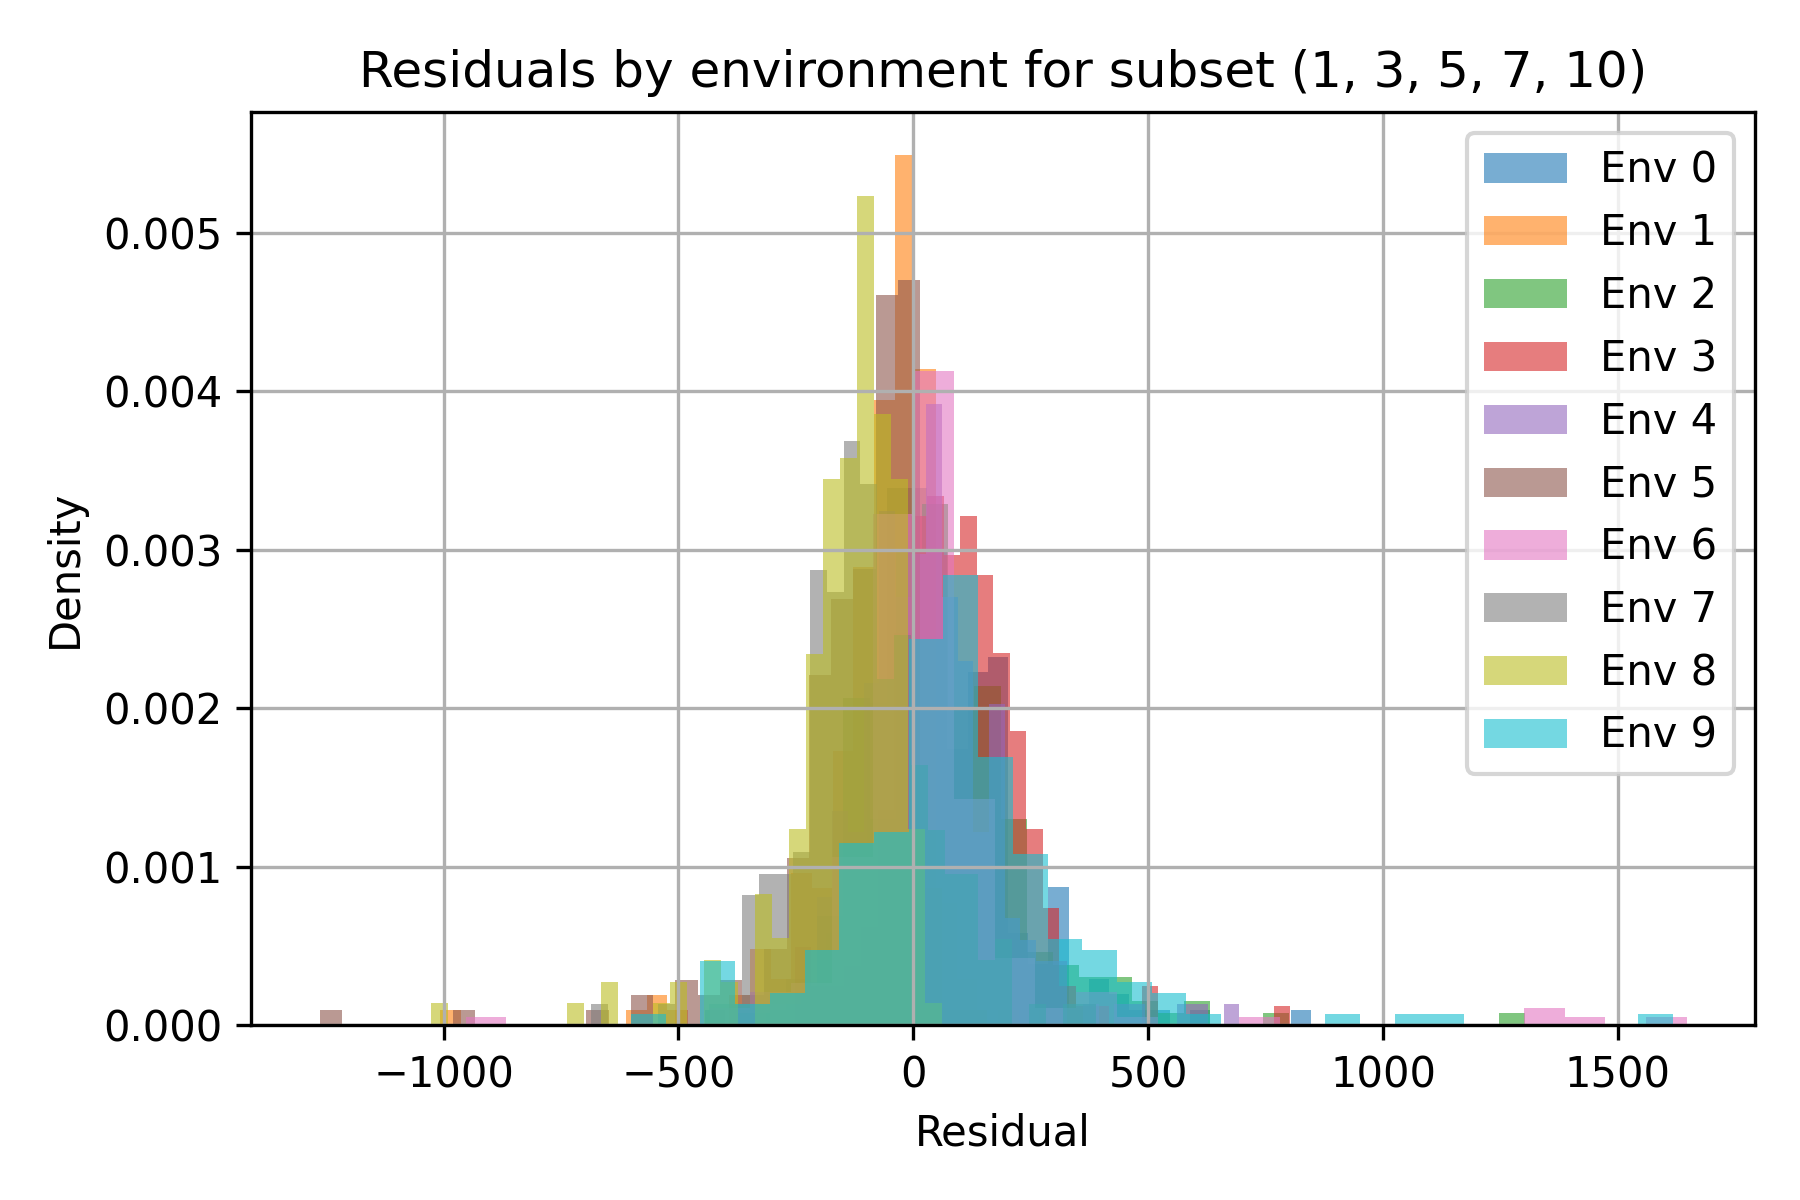 Residuals by environment for subset (1, 3, 5, 7, 10)
Density
0.005
0.004
0.003
0.002
0.001
0.000
−1000
−500
0
500
1000
1500
Residual
Env 0
Env 1
Env 2
Env 3
Env 4
Env 5
Env 6
Env 7
Env 8
Env 9